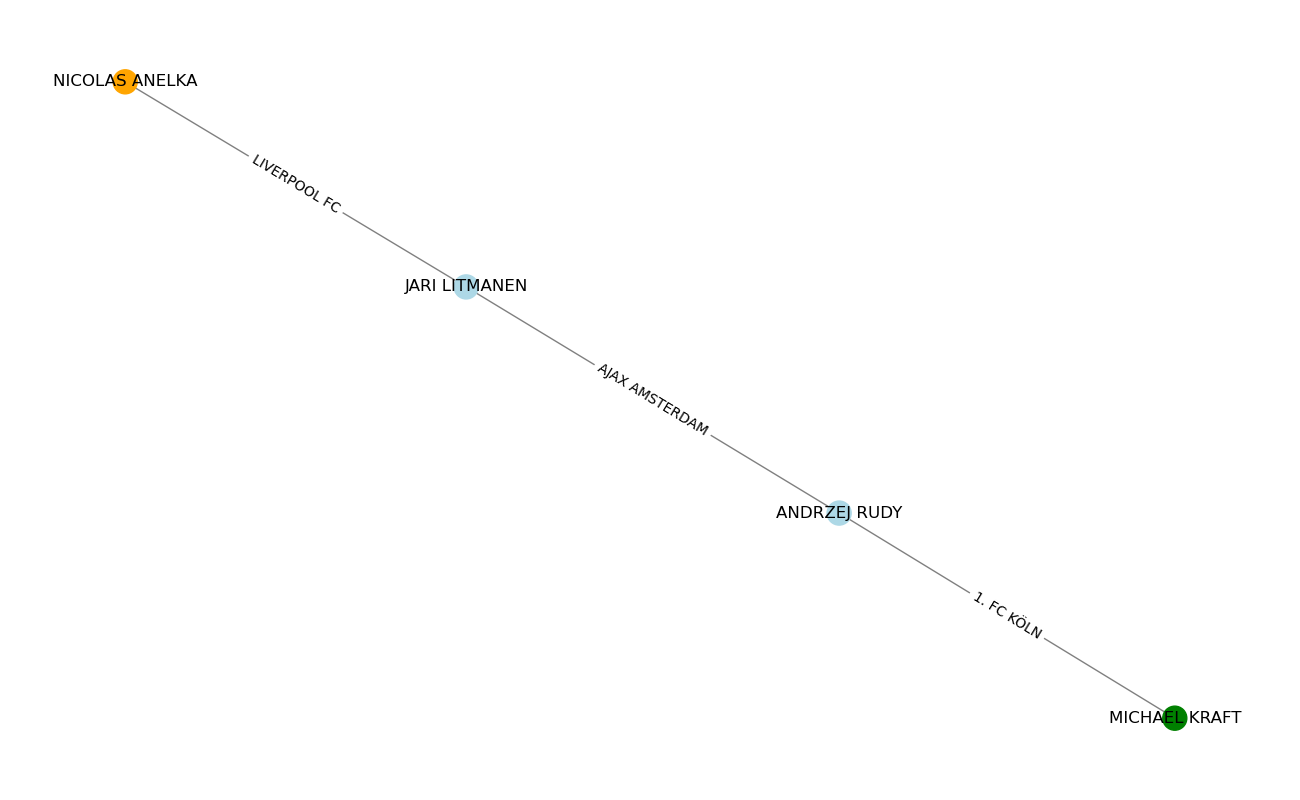 NICOLAS ANELKA
LIVERPOOL FC
JARI LITMANEN
AJAX AMSTERDAM
ANDRZEJ RUDY
1. FC KÖLN
MICHAEL KRAFT